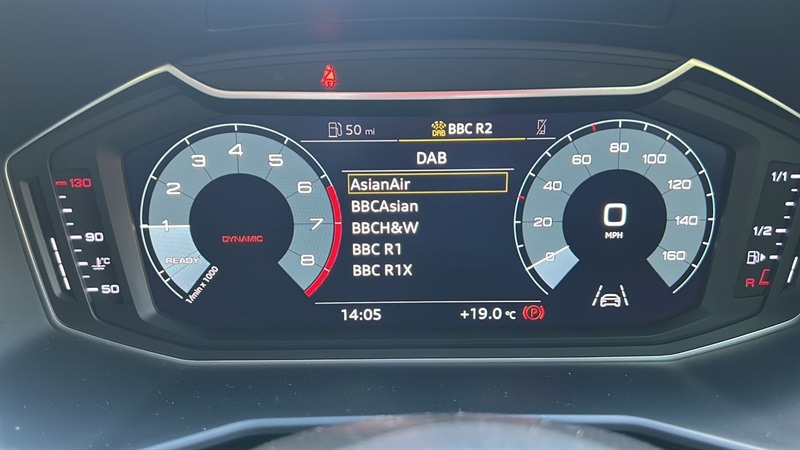 50 mi DAB BBC R2
DAB
AsianAir
BBCAsian
BBCH&W
BBC R1
BBC R1X
14:05 +19.0 °C P
130
90
°C
50
READY
1
2
3
4
5
6
7
8
1/min x 1000
DYNAMIC
0
20
40
60
80
100
120
140
160
0
MPH
1/1
1/2
R